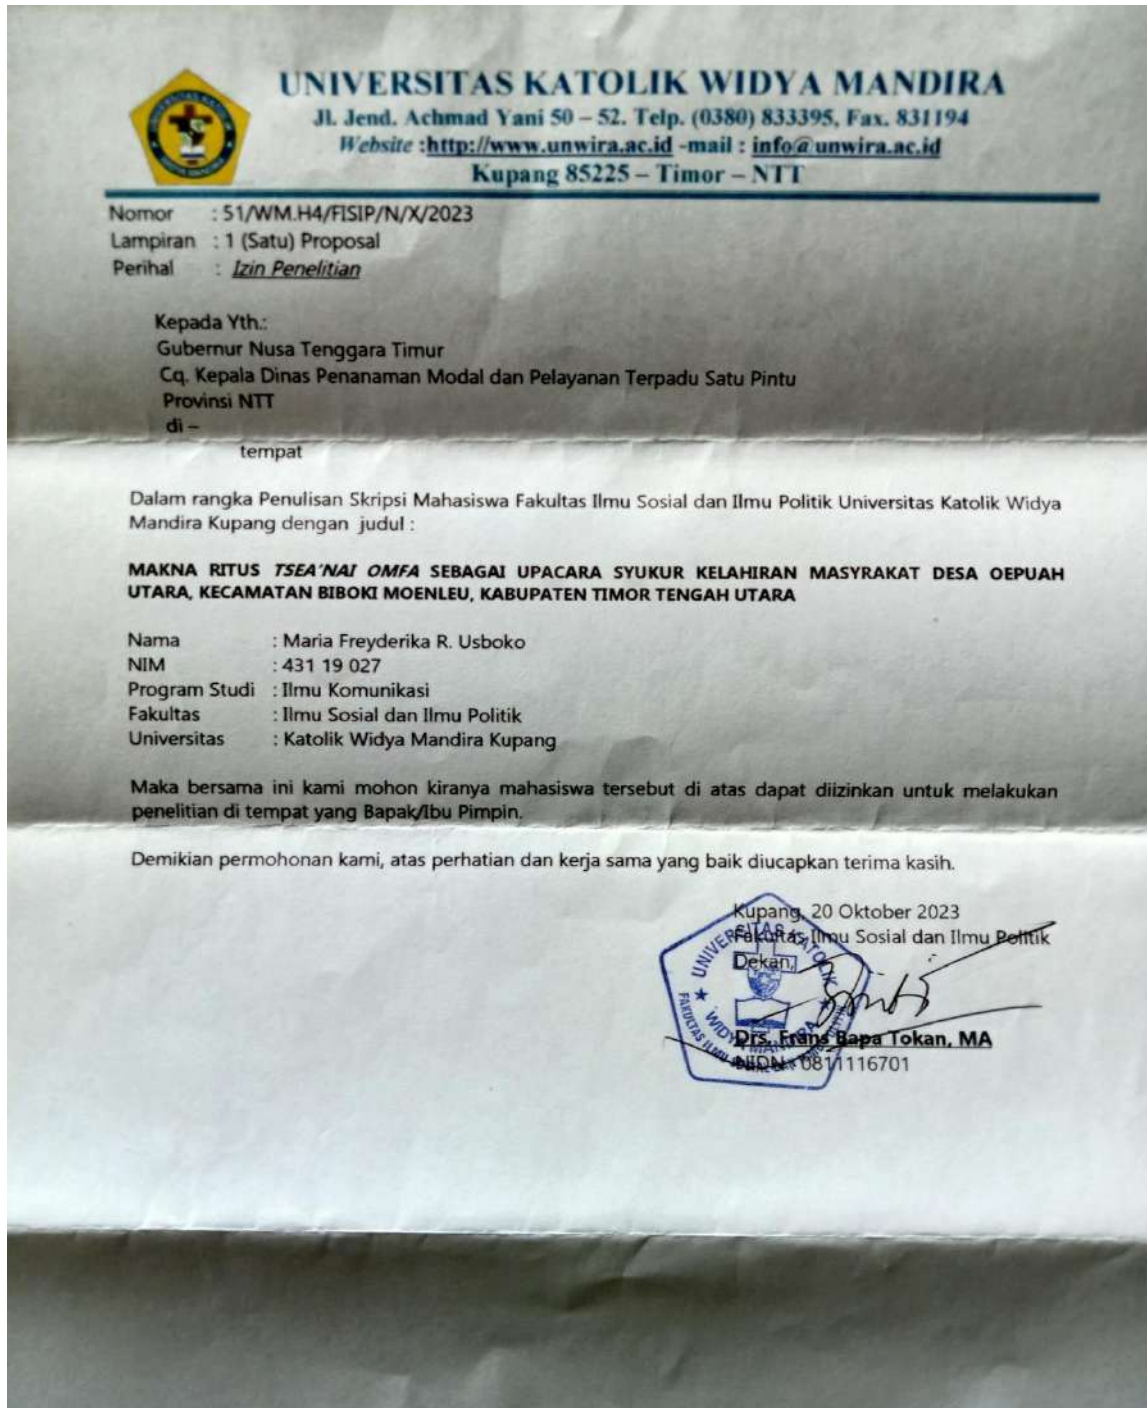 UNIVERSITAS KATOLIK WIDYA MANDIRA
Jl. Jend. Achmad Yani 50 – 52. Telp. (0380) 833395, Fax. 831194
Website :http://www.unwira.ac.id -mail : info@unwira.ac.id
Kupang 85225 – Timor – NTT
Nomor : 51/WM.H4/FISIP/N/X/2023
Lampiran : 1 (Satu) Proposal
Perihal : Izin Penelitian
Kepada Yth.:
Gubernur Nusa Tenggara Timur
Cq. Kepala Dinas Penanaman Modal dan Pelayanan Terpadu Satu Pintu
Provinsi NTT
di –
tempat
Dalam rangka Penulisan Skripsi Mahasiswa Fakultas Ilmu Sosial dan Ilmu Politik Universitas Katolik Widya
Mandira Kupang dengan judul :
MAKNA RITUS TSEA'NAI OMFA SEBAGAI UPACARA SYUKUR KELAHIRAN MASYRAKAT DESA OEPUAH
UTARA, KECAMATAN BIBOKI MOENLEU, KABUPATEN TIMOR TENGAH UTARA
Nama : Maria Freyderika R. Usboko
NIM : 431 19 027
Program Studi : Ilmu Komunikasi
Fakultas : Ilmu Sosial dan Ilmu Politik
Universitas : Katolik Widya Mandira Kupang
Maka bersama ini kami mohon kiranya mahasiswa tersebut di atas dapat diizinkan untuk melakukan
penelitian di tempat yang Bapak/Ibu Pimpin.
Demikian permohonan kami, atas perhatian dan kerja sama yang baik diucapkan terima kasih.
Kupang, 20 Oktober 2023
Fakultas Ilmu Sosial dan Ilmu Politik
Dekan,
Drs. Frans Bapa Tokan, MA
NIDN : 0811116701
UNIVERSITAS KATOLIK
WIDYA MANDIRA
FAKULTAS ILMU